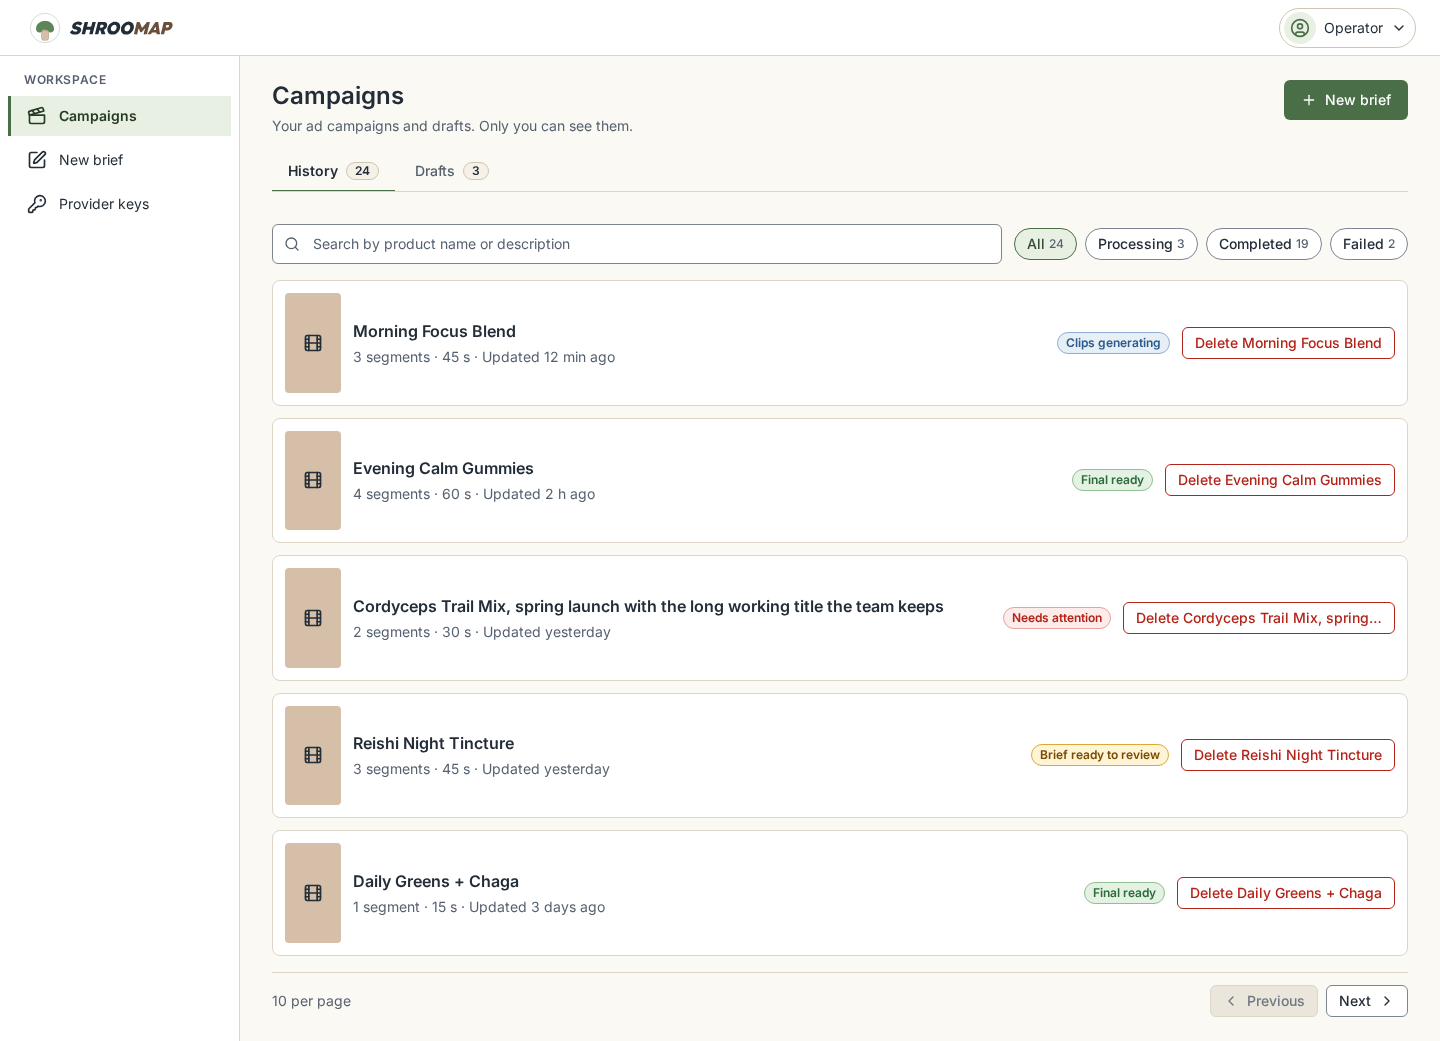 SHROOMAP
Operator
WORKSPACE
Campaigns
New brief
Provider keys
Campaigns
Your ad campaigns and drafts. Only you can see them.
New brief
History 24
Drafts 3
Search by product name or description
All 24
Processing 3
Completed 19
Failed 2
Morning Focus Blend
3 segments · 45 s · Updated 12 min ago
Clips generating
Delete Morning Focus Blend
Evening Calm Gummies
4 segments · 60 s · Updated 2 h ago
Final ready
Delete Evening Calm Gummies
Cordyceps Trail Mix, spring launch with the long working title the team keeps
2 segments · 30 s · Updated yesterday
Needs attention
Delete Cordyceps Trail Mix, spring...
Reishi Night Tincture
3 segments · 45 s · Updated yesterday
Brief ready to review
Delete Reishi Night Tincture
Daily Greens + Chaga
1 segment · 15 s · Updated 3 days ago
Final ready
Delete Daily Greens + Chaga
10 per page
Previous
Next